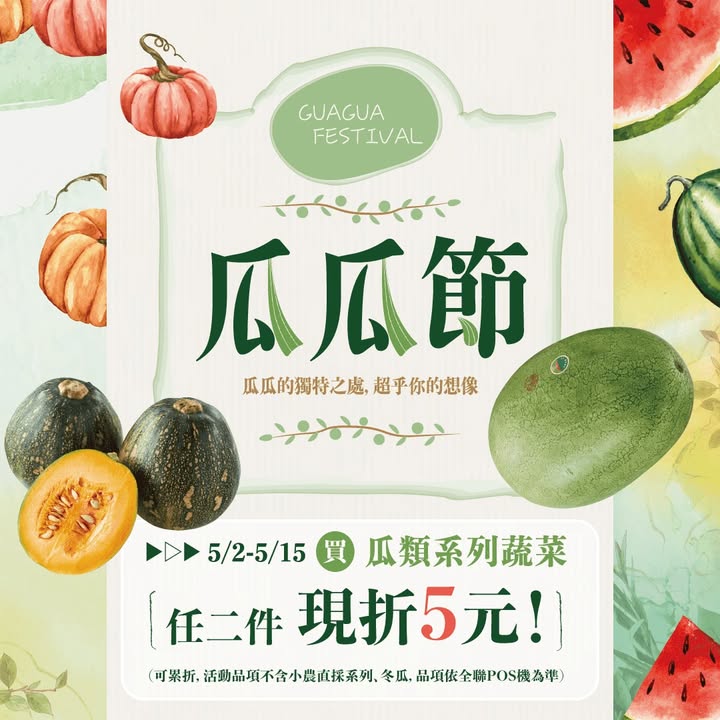 GUAGUA
FESTIVAL
瓜瓜節
瓜瓜的獨特之處, 超乎你的想像
▶▷▶ 5/2-5/15 買 瓜類系列蔬菜
[任二件 現折5元!]
(可累折, 活動品項不含小農直採系列、冬瓜, 品項依全聯POS機為準)